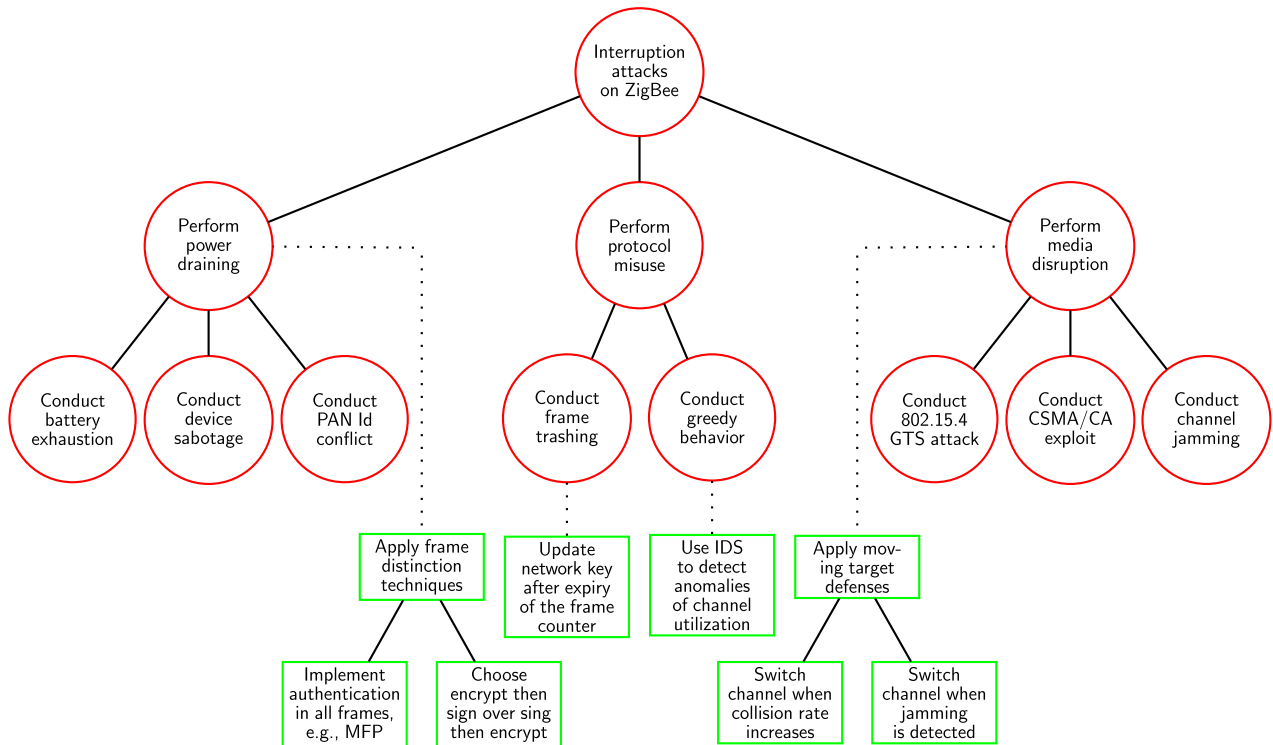 Interruption
attacks
on ZigBee
Perform
power
draining
Perform
protocol
misuse
Perform
media
disruption
Conduct
battery
exhaustion
Conduct
device
sabotage
Conduct
PAN Id
conflict
Conduct
frame
trashing
Conduct
greedy
behavior
Conduct
802.15.4
GTS attack
Conduct
CSMA/CA
exploit
Conduct
channel
jamming
Apply frame
distinction
techniques
Update
network key
after expiry
of the frame
counter
Use IDS
to detect
anomalies
of channel
utilization
Apply mov-
ing target
defenses
Implement
authentication
in all frames,
e.g., MFP
Choose
encrypt then
sign over sing
then encrypt
Switch
channel when
collision rate
increases
Switch
channel when
jamming
is detected